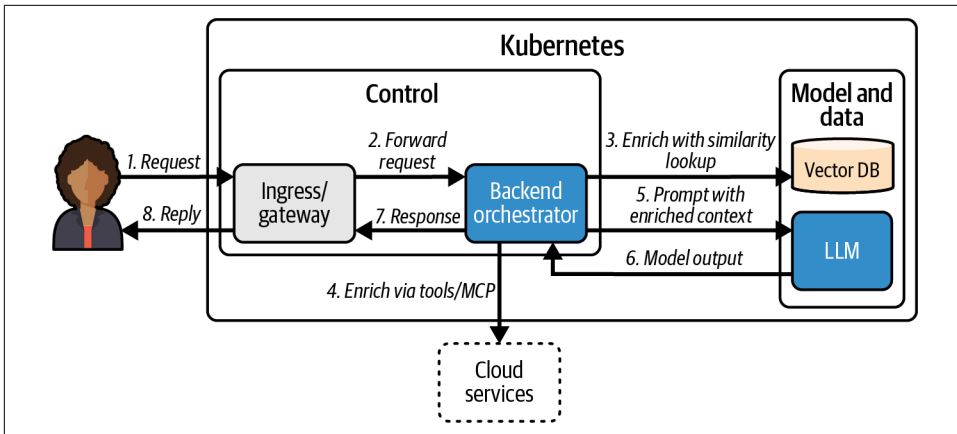 Kubernetes
Control
Model and
data
1. Request
2. Forward
request
3. Enrich with similarity
lookup
Vector DB
Ingress/
gateway
Backend
orchestrator
5. Prompt with
enriched context
8. Reply
7. Response
LLM
6. Model output
4. Enrich via tools/MCP
Cloud
services